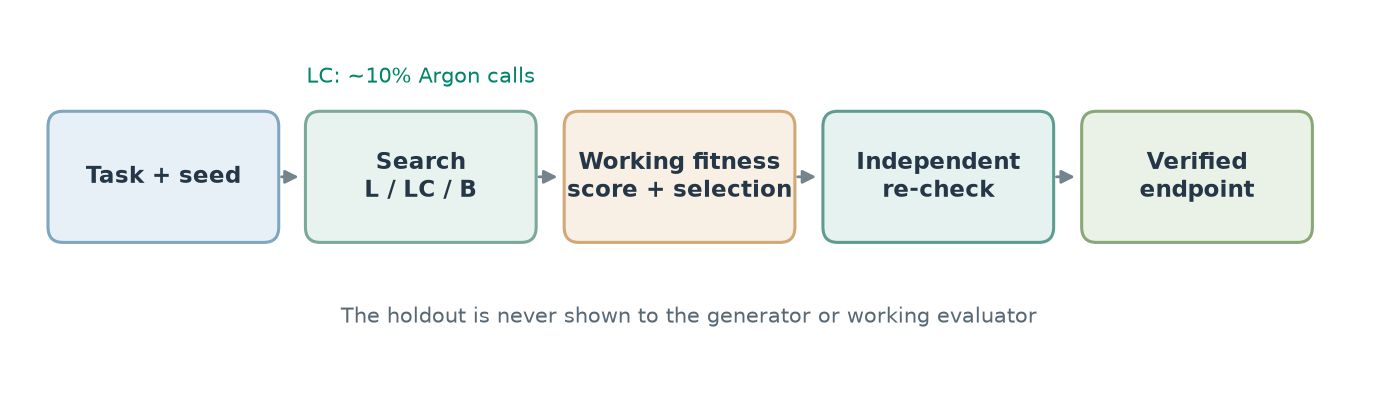 LC: ~10% Argon calls
Task + seed
Search
L / LC / B
Working fitness
score + selection
Independent
re-check
Verified
endpoint
The holdout is never shown to the generator or working evaluator